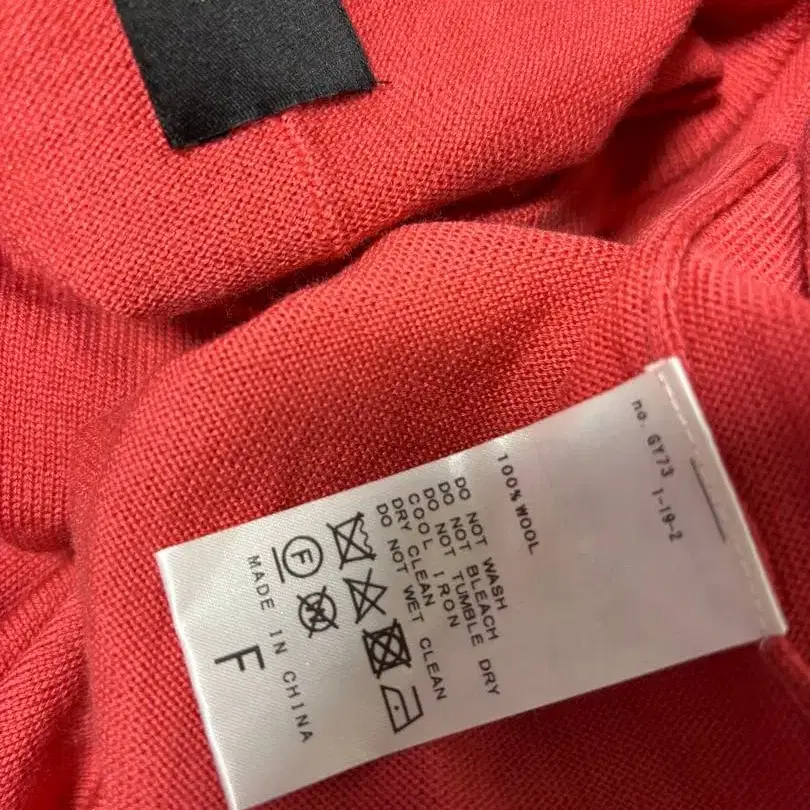 no. GY73 1-19-2
100% WOOL
DO NOT WASH
DO NOT BLEACH
DO NOT TUMBLE DRY
COOL IRON
DRY CLEAN
DO NOT WET CLEAN
F
W
MADE IN CHINA
F